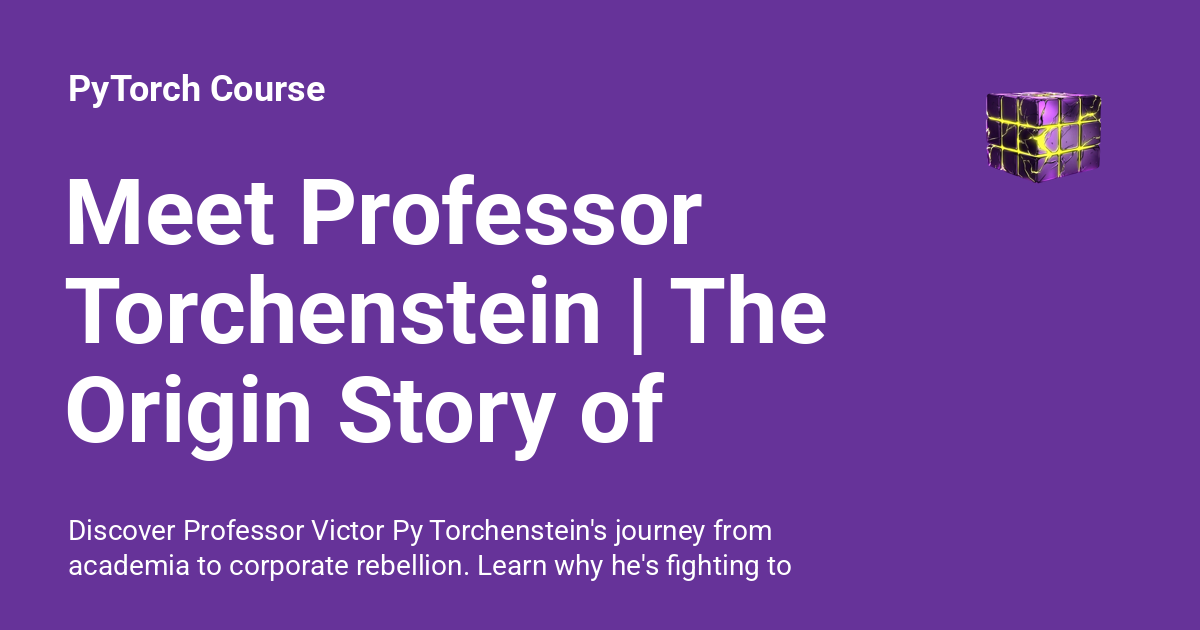 PyTorch Course
Meet Professor
Torchenstein | The
Origin Story of
Discover Professor Victor Py Torchenstein's journey from
academia to corporate rebellion. Learn why he's fighting to